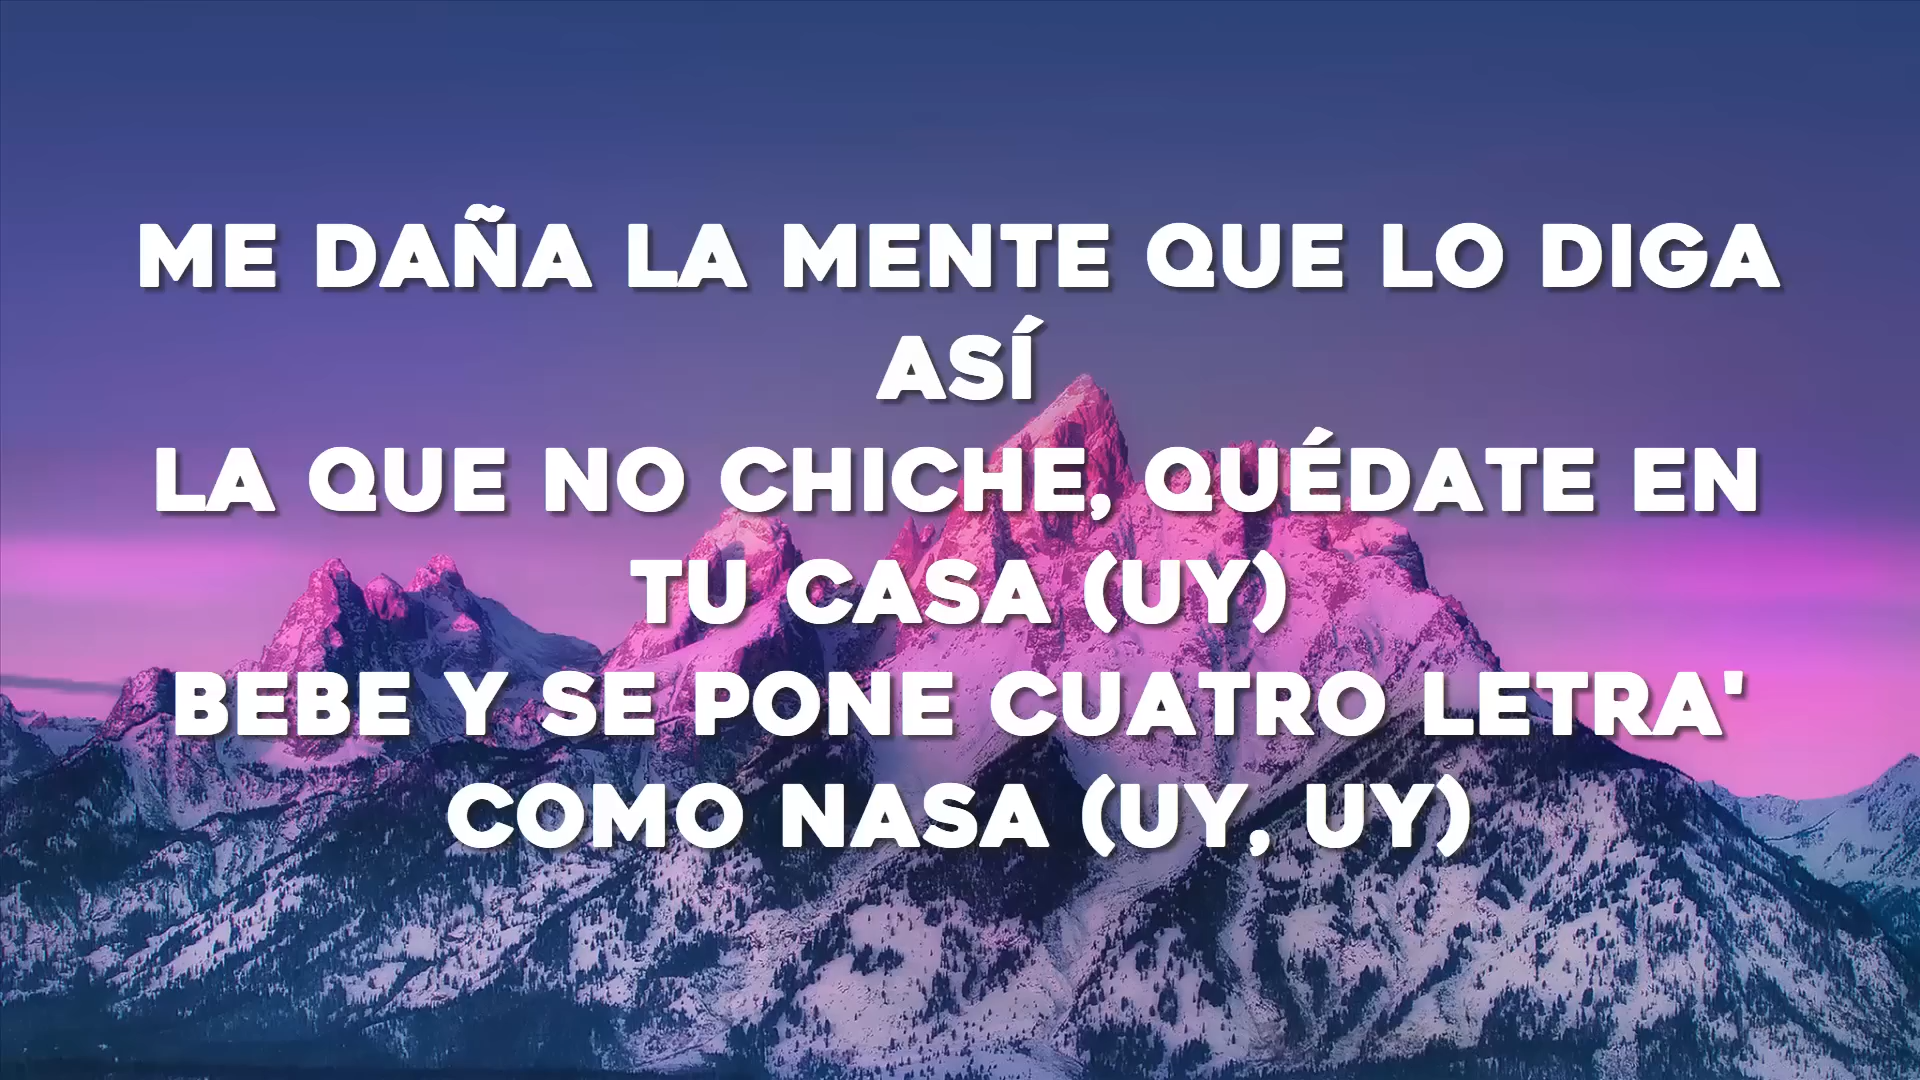 ME DAÑA LA MENTE QUE LO DIGA
ASÍ
LA QUE NO CHICHE, QUÉDATE EN
TU CASA (UY)
BEBE Y SE PONE CUATRO LETRA'
COMO NASA (UY, UY)